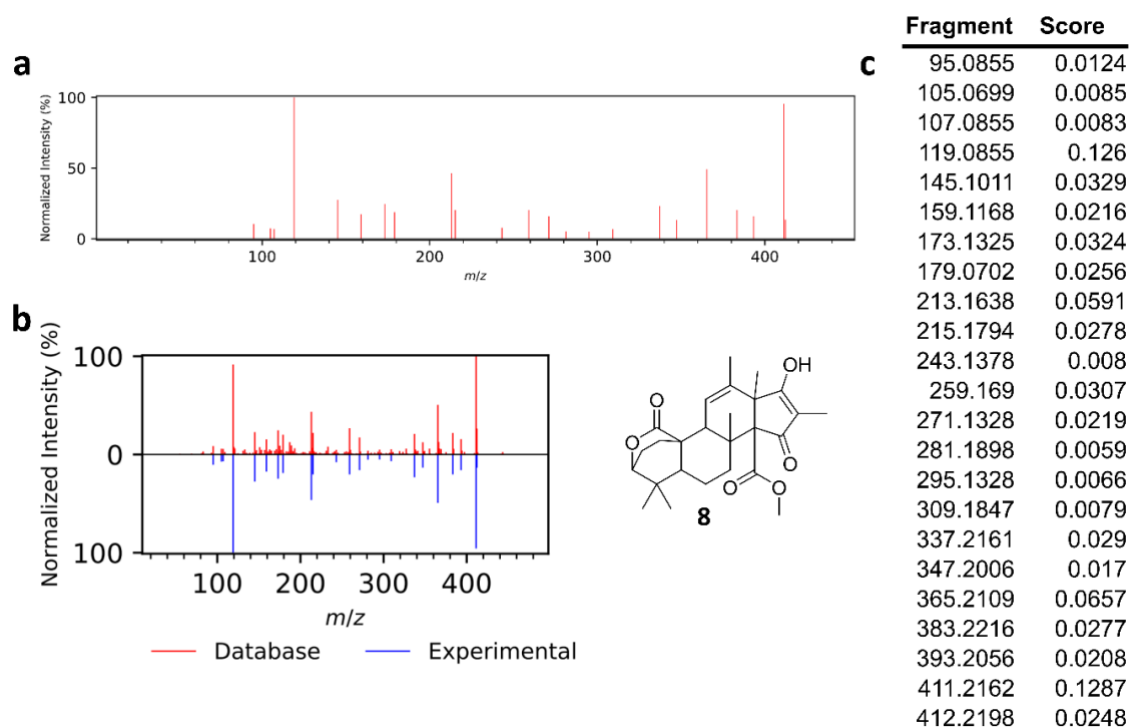 a
Normalized Intensity (%)
100
50
0
100
200
300
400
m/z
b
Normalized Intensity (%)
100
0
100
100
200
300
400
m/z
Database
Experimental
O
O
OH
O
O
O
8
c
Fragment Score
95.0855 0.0124
105.0699 0.0085
107.0855 0.0083
119.0855 0.126
145.1011 0.0329
159.1168 0.0216
173.1325 0.0324
179.0702 0.0256
213.1638 0.0591
215.1794 0.0278
243.1378 0.008
259.169 0.0307
271.1328 0.0219
281.1898 0.0059
295.1328 0.0066
309.1847 0.0079
337.2161 0.029
347.2006 0.017
365.2109 0.0657
383.2216 0.0277
393.2056 0.0208
411.2162 0.1287
412.2198 0.0248